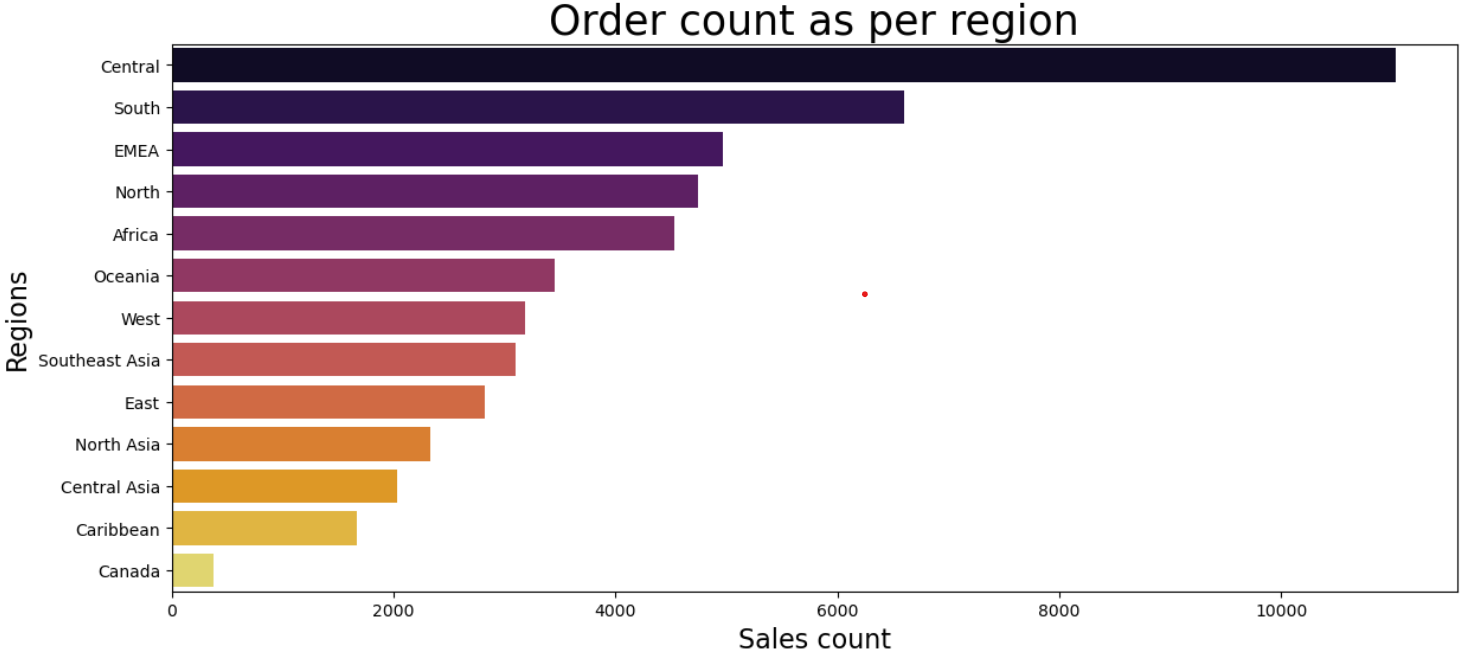 Order count as per region
Central
South
EMEA
North
Africa
Oceania
West
Southeast Asia
East
North Asia
Central Asia
Caribbean
Canada
Regions
0 2000 4000 6000 8000 10000
Sales count